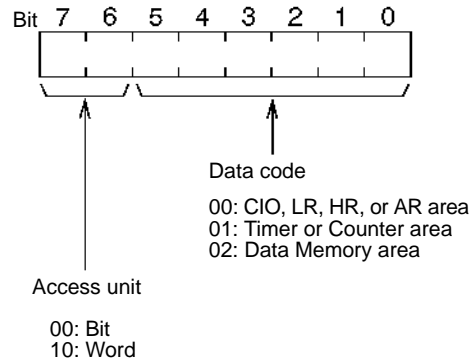 Bit 7 6 5 4 3 2 1 0
Data code
00: CIO, LR, HR, or AR area
01: Timer or Counter area
02: Data Memory area
Access unit
00: Bit
10: Word